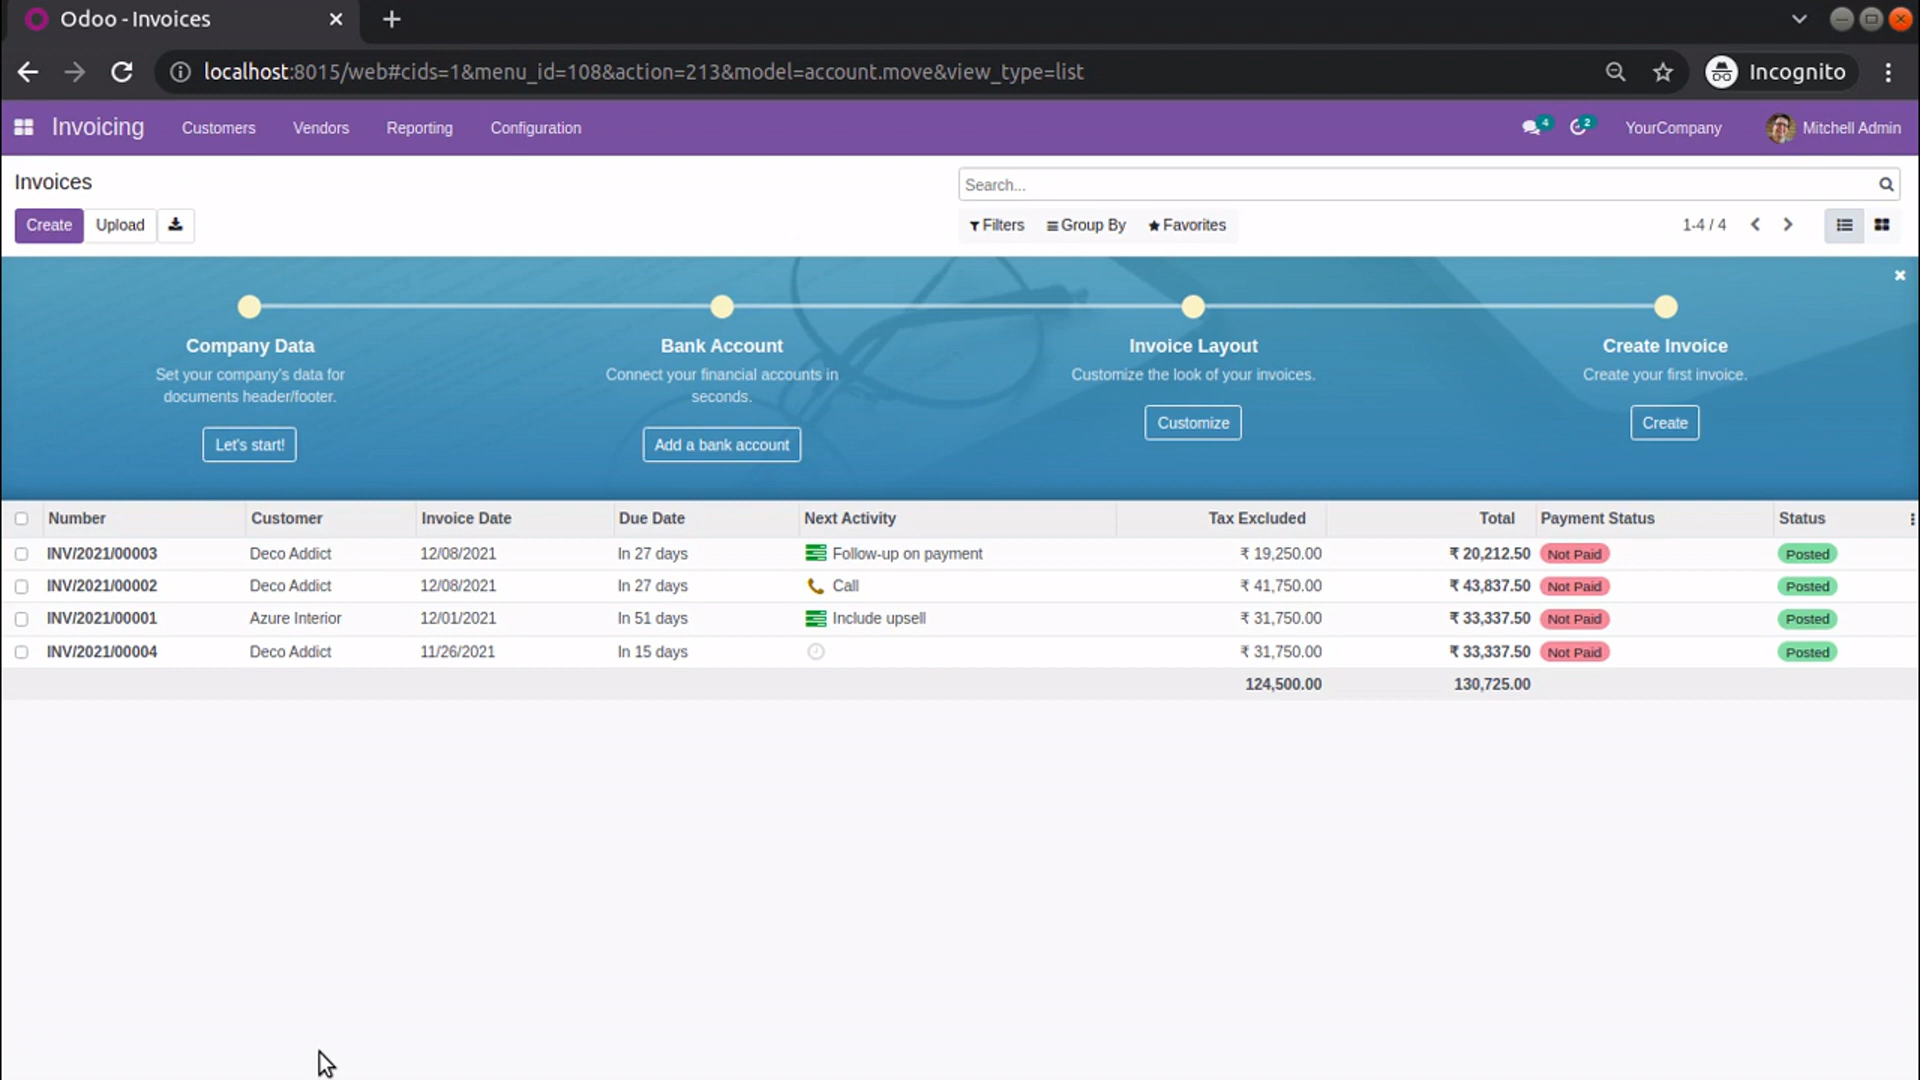 Odoo - Invoices
localhost:8015/web#cids=1&menu_id=108&action=213&model=account.move&view_type=list
Incognito
Invoicing Customers Vendors Reporting Configuration 4 2 YourCompany Mitchell Admin
Invoices
Search...
Create Upload
Filters Group By Favorites
1-4 / 4
Company Data
Set your company's data for
documents header/footer.
Let's start!
Bank Account
Connect your financial accounts in
seconds.
Add a bank account
Invoice Layout
Customize the look of your invoices.
Customize
Create Invoice
Create your first invoice.
Create
Number Customer Invoice Date Due Date Next Activity Tax Excluded Total Payment Status Status
INV/2021/00003 Deco Addict 12/08/2021 In 27 days Follow-up on payment ₹ 19,250.00 ₹ 20,212.50 Not Paid Posted
INV/2021/00002 Deco Addict 12/08/2021 In 27 days Call ₹ 41,750.00 ₹ 43,837.50 Not Paid Posted
INV/2021/00001 Azure Interior 12/01/2021 In 51 days Include upsell ₹ 31,750.00 ₹ 33,337.50 Not Paid Posted
INV/2021/00004 Deco Addict 11/26/2021 In 15 days ₹ 31,750.00 ₹ 33,337.50 Not Paid Posted
124,500.00 130,725.00